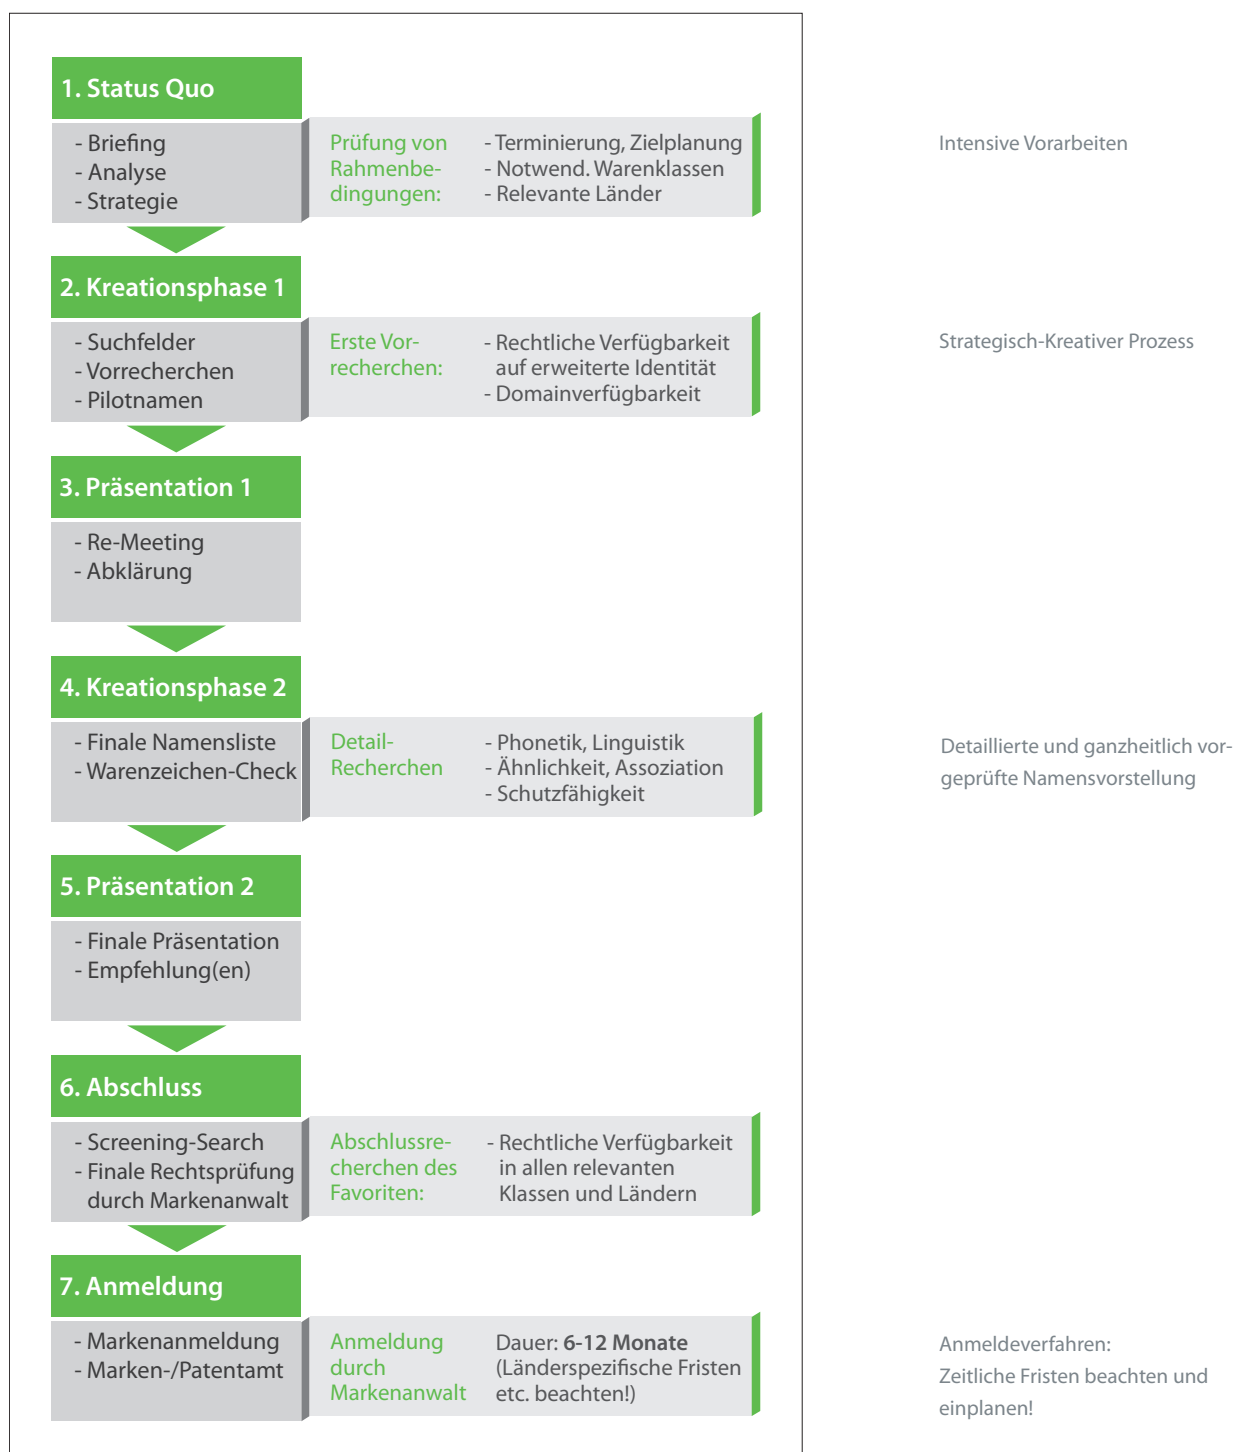 1. Status Quo
- Briefing
- Analyse
- Strategie
Prüfung von
Rahmenbe-
dingungen:
- Terminierung, Zielplanung
- Notwend. Warenklassen
- Relevante Länder
Intensive Vorarbeiten
2. Kreationsphase 1
- Suchfelder
- Vorrecherchen
- Pilotnamen
Erste Vor-
recherchen:
- Rechtliche Verfügbarkeit
auf erweiterte Identität
- Domainverfügbarkeit
Strategisch-Kreativer Prozess
3. Präsentation 1
- Re-Meeting
- Abklärung
4. Kreationsphase 2
- Finale Namensliste
- Warenzeichen-Check
Detail-
Recherchen
- Phonetik, Linguistik
- Ähnlichkeit, Assoziation
- Schutzfähigkeit
Detaillierte und ganzheitlich vor-
geprüfte Namensvorstellung
5. Präsentation 2
- Finale Präsentation
- Empfehlung(en)
6. Abschluss
- Screening-Search
- Finale Rechtsprüfung
durch Markenanwalt
Abschlussre-
cherchen des
Favoriten:
- Rechtliche Verfügbarkeit
in allen relevanten
Klassen und Ländern
7. Anmeldung
- Markenanmeldung
- Marken-/Patentamt
Anmeldung
durch
Markenanwalt
Dauer: 6-12 Monate
(Länderspezifische Fristen
etc. beachten!)
Anmeldeverfahren:
Zeitliche Fristen beachten und
einplanen!